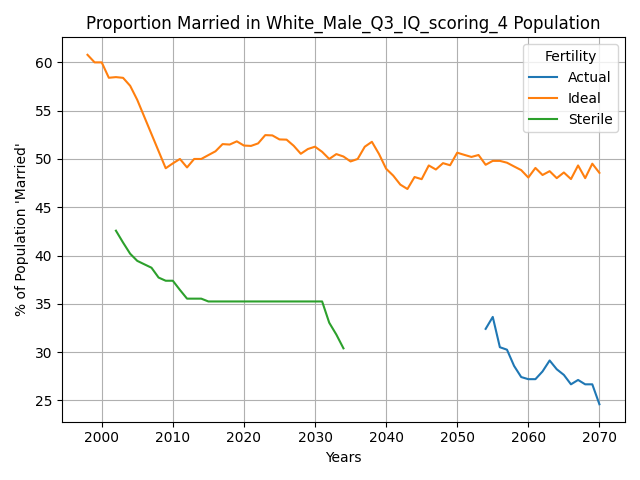 Proportion Married in White_Male_Q3_IQ_scoring_4 Population
% of Population 'Married'
60
55
50
45
40
35
30
25
Fertility
Actual
Ideal
Sterile
2000 2010 2020 2030 2040 2050 2060 2070
Years